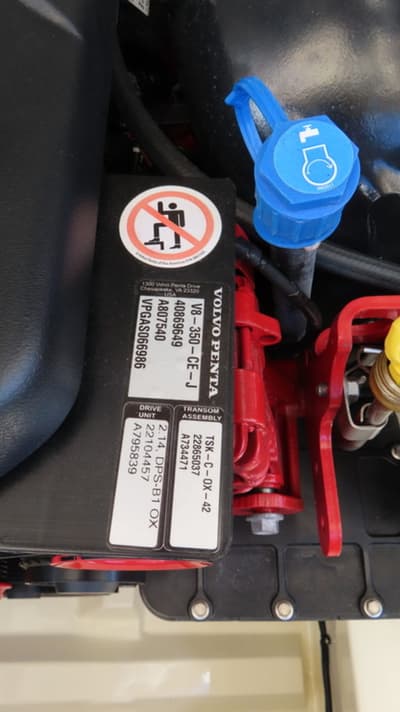 1300 Volvo Penta Drive
Chesapeake, VA 23320
USA
VOLVO PENTA
V8-350-CE-J
40869649
A807540
VPGAS066986
DRIVE
UNIT
2.14, DPS-B1 OX
22104457
A795839
TRANSOM
ASSEMBLY
TSK-C-OX-42
22865037
A734471